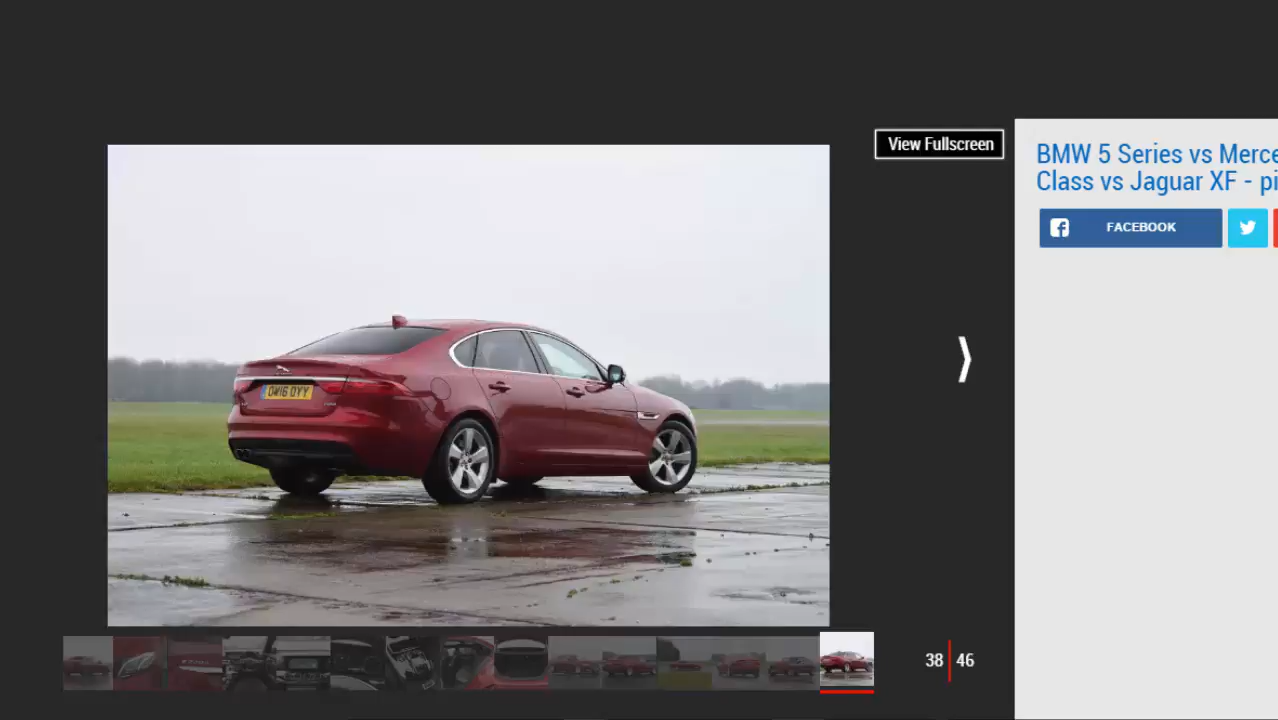 View Fullscreen
BMW 5 Series vs Merce
Class vs Jaguar XF - pi
FACEBOOK
OW16 OYY
38 46